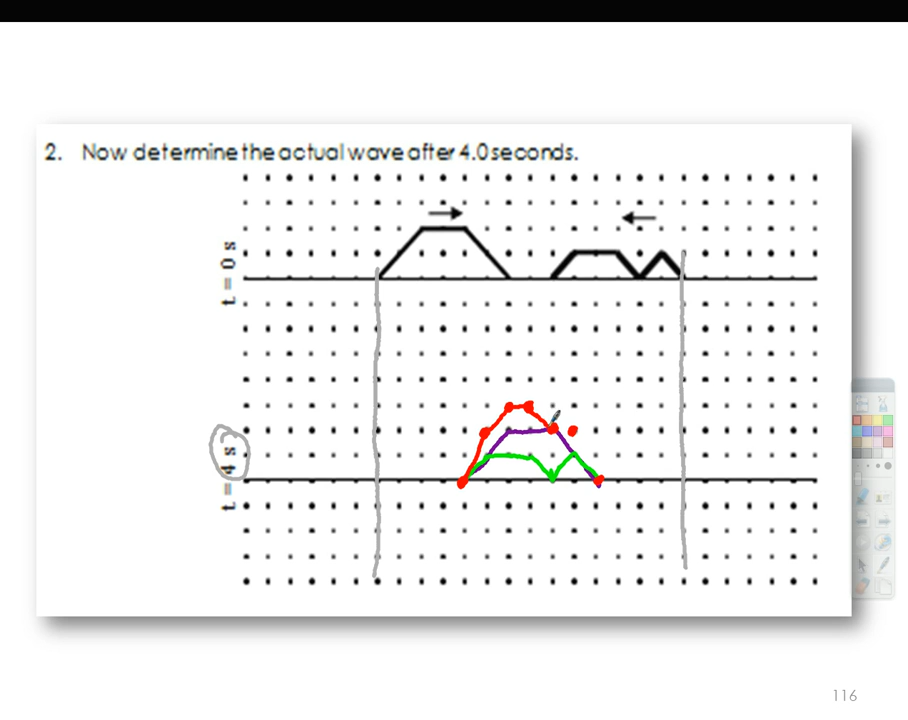 2. Now determine the actual wave after 4.0 seconds.
t = 0 s
t = 4 s
116